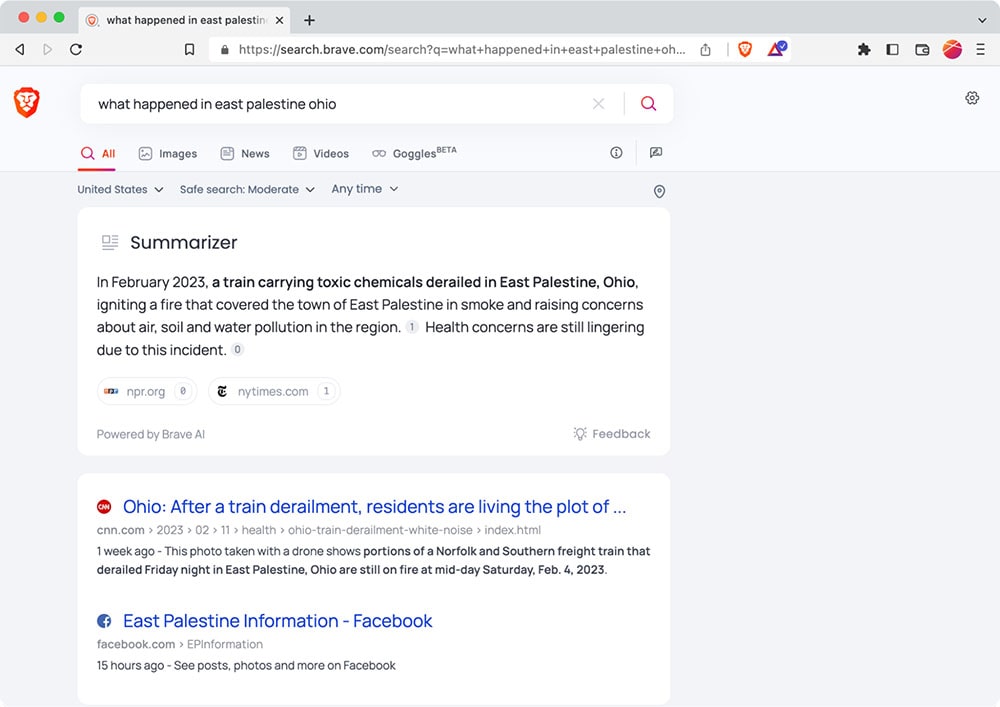 what happened in east palestin
https://search.brave.com/search?q=what+happened+in+east+palestine+oh...
what happened in east palestine ohio
All Images News Videos Goggles BETA
United States Safe search: Moderate Any time
Summarizer
In February 2023, a train carrying toxic chemicals derailed in East Palestine, Ohio,
igniting a fire that covered the town of East Palestine in smoke and raising concerns
about air, soil and water pollution in the region. 1 Health concerns are still lingering
due to this incident. 0
npr.org 0 nytimes.com 1
Powered by Brave AI Feedback
CNN Ohio: After a train derailment, residents are living the plot of ...
cnn.com › 2023 › 02 › 11 › health › ohio-train-derailment-white-noise › index.html
1 week ago - This photo taken with a drone shows portions of a Norfolk and Southern freight train that
derailed Friday night in East Palestine, Ohio are still on fire at mid-day Saturday, Feb. 4, 2023.
East Palestine Information - Facebook
facebook.com › EPInformation
15 hours ago - See posts, photos and more on Facebook